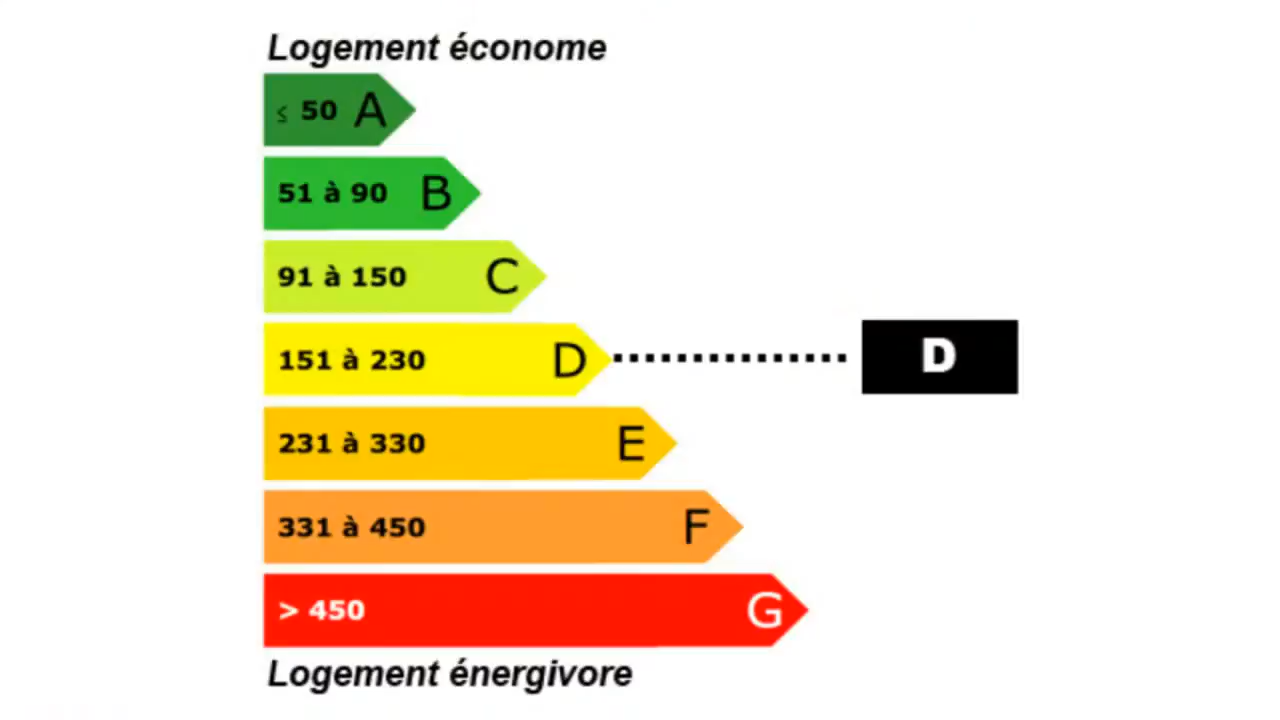 Logement économe
≤ 50 A
51 à 90 B
91 à 150 C
151 à 230 D
D
231 à 330 E
331 à 450 F
> 450 G
Logement énergivore